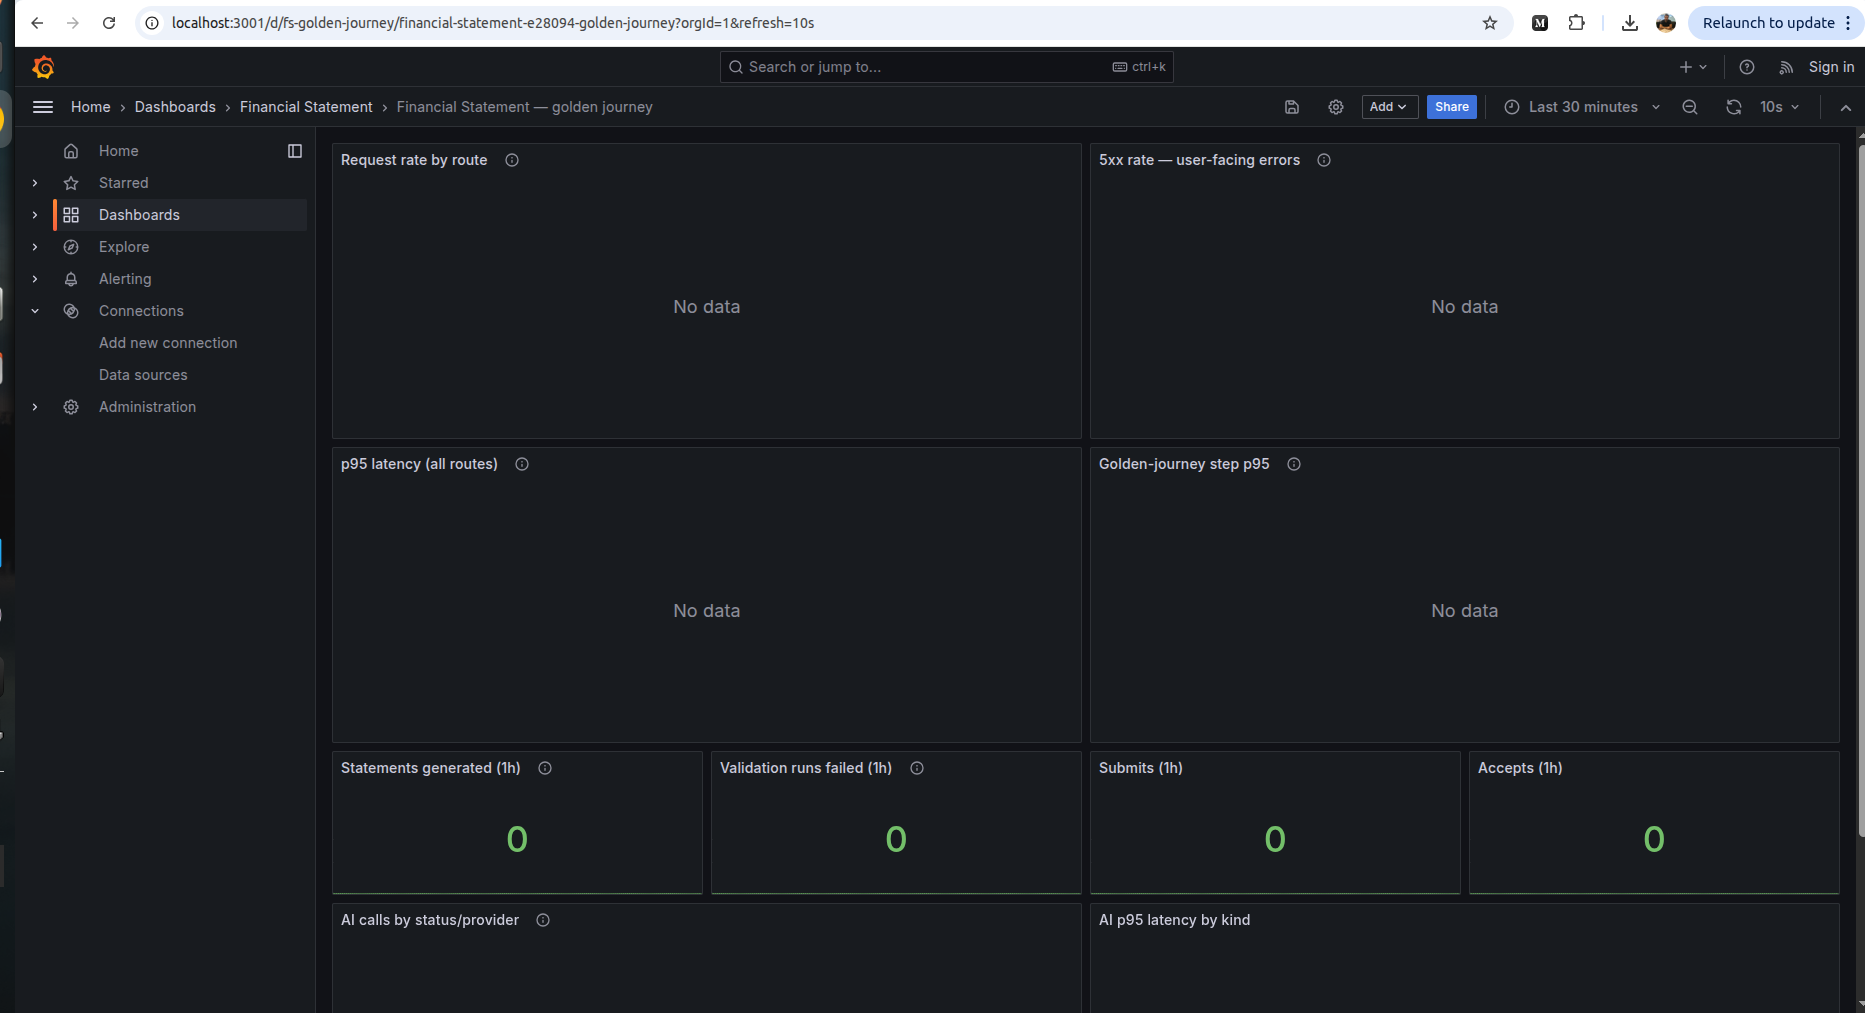 localhost:3001/d/fs-golden-journey/financial-statement-e28094-golden-journey?orgId=1&refresh=10s
M
Relaunch to update
Search or jump to...
ctrl+k
Sign in
Home › Dashboards › Financial Statement › Financial Statement — golden journey
Add
Share
Last 30 minutes
10s
Home
Starred
Dashboards
Explore
Alerting
Connections
Add new connection
Data sources
Administration
Request rate by route
No data
5xx rate — user-facing errors
No data
p95 latency (all routes)
No data
Golden-journey step p95
No data
Statements generated (1h)
0
Validation runs failed (1h)
0
Submits (1h)
0
Accepts (1h)
0
AI calls by status/provider
AI p95 latency by kind